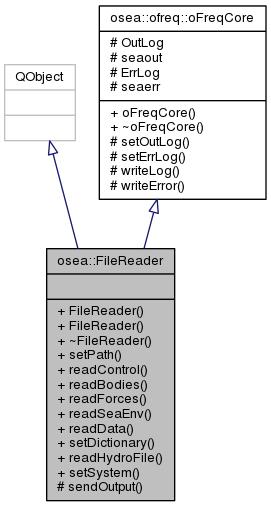 osea::ofreq::oFreqCore
# OutLog
# seaout
# ErrLog
# seaerr
+ oFreqCore()
+ ~oFreqCore()
# setOutLog()
# setErrLog()
# writeLog()
# writeError()
QObject
osea::FileReader
+ FileReader()
+ FileReader()
+ ~FileReader()
+ setPath()
+ readControl()
+ readBodies()
+ readForces()
+ readSeaEnv()
+ readData()
+ setDictionary()
+ readHydroFile()
+ setSystem()
# sendOutput()